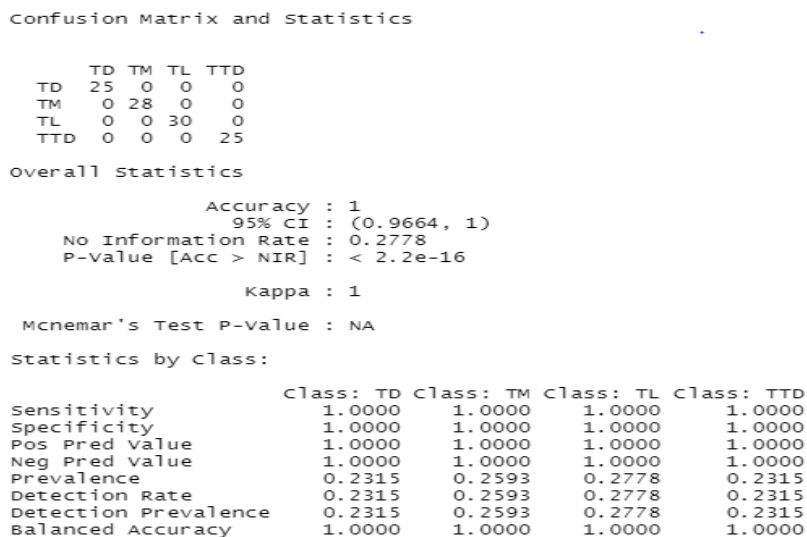 Confusion Matrix and Statistics
TD TM TL TTD
TD 25 0 0 0
TM 0 28 0 0
TL 0 0 30 0
TTD 0 0 0 25
Overall Statistics
Accuracy : 1
95% CI : (0.9664, 1)
No Information Rate : 0.2778
P-Value [Acc > NIR] : < 2.2e-16
Kappa : 1
Mcnemar's Test P-Value : NA
Statistics by Class:
Class: TD Class: TM Class: TL Class: TTD
Sensitivity 1.0000 1.0000 1.0000 1.0000
Specificity 1.0000 1.0000 1.0000 1.0000
Pos Pred Value 1.0000 1.0000 1.0000 1.0000
Neg Pred Value 1.0000 1.0000 1.0000 1.0000
Prevalence 0.2315 0.2593 0.2778 0.2315
Detection Rate 0.2315 0.2593 0.2778 0.2315
Detection Prevalence 0.2315 0.2593 0.2778 0.2315
Balanced Accuracy 1.0000 1.0000 1.0000 1.0000